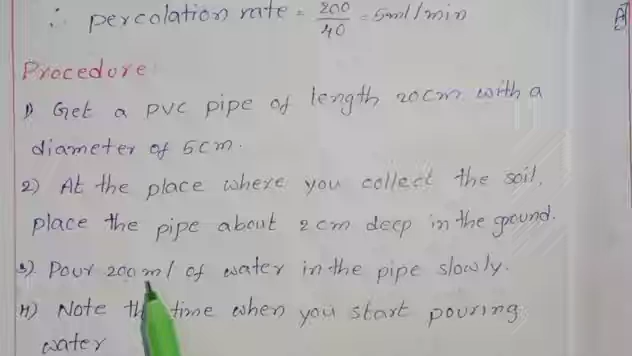 ∴ percolation rate = 200/40 = 5ml/min
Procedure:
1) Get a PVC pipe of length 20cm with a
diameter of 5cm.
2) At the place where you collect the soil,
place the pipe about 2cm deep in the ground.
3) Pour 200ml of water in the pipe slowly.
4) Note the time when you start pouring
water